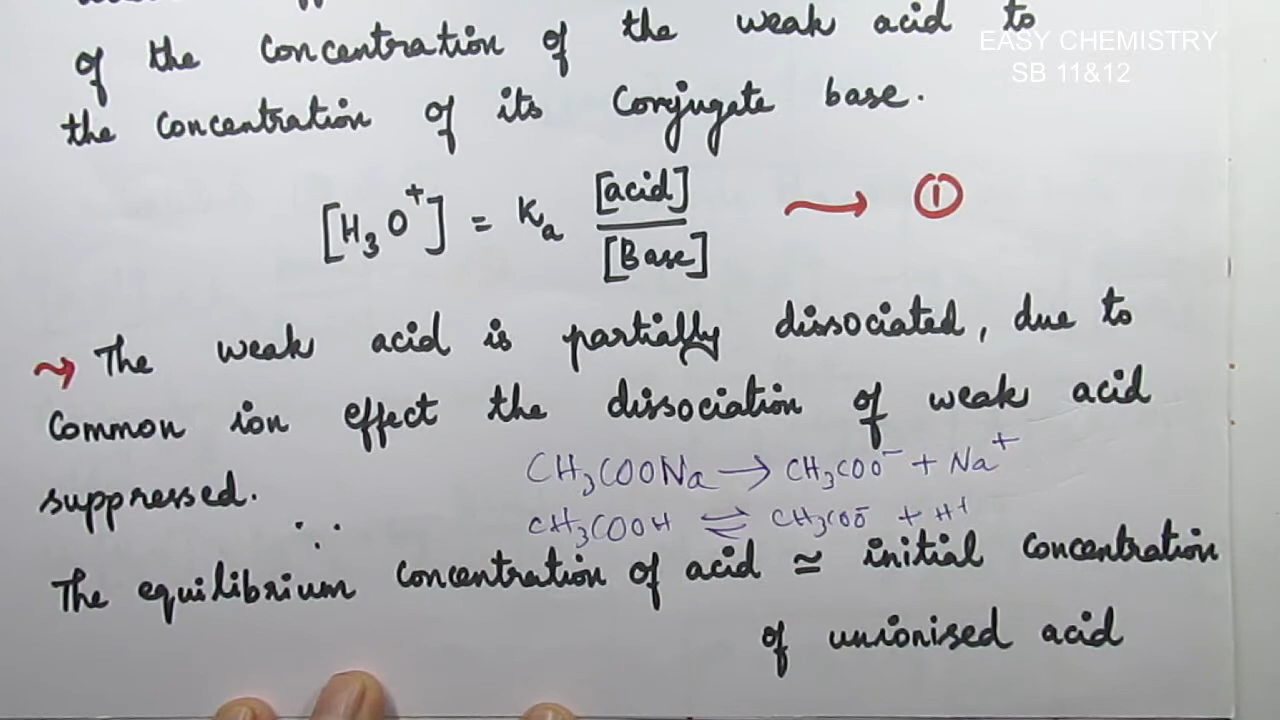 of the concentration of the weak acid to
EASY CHEMISTRY
SB 11&12
the concentration of its conjugate base.
[H₃O⁺] = Ka [acid] / [Base] → ①
⇝ The weak acid is partially dissociated, due to
common ion effect the dissociation of weak acid
suppressed.
CH₃COONa → CH₃COO⁻ + Na⁺
CH₃COOH ⇌ CH₃COO⁻ + H⁺
∵
The equilibrium concentration of acid ≃ initial concentration
of unionised acid